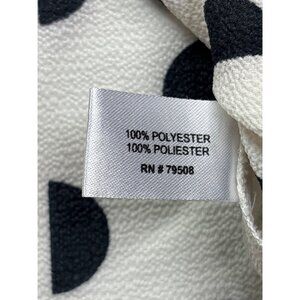 100% POLYESTER
100% POLIESTER
RN # 79508